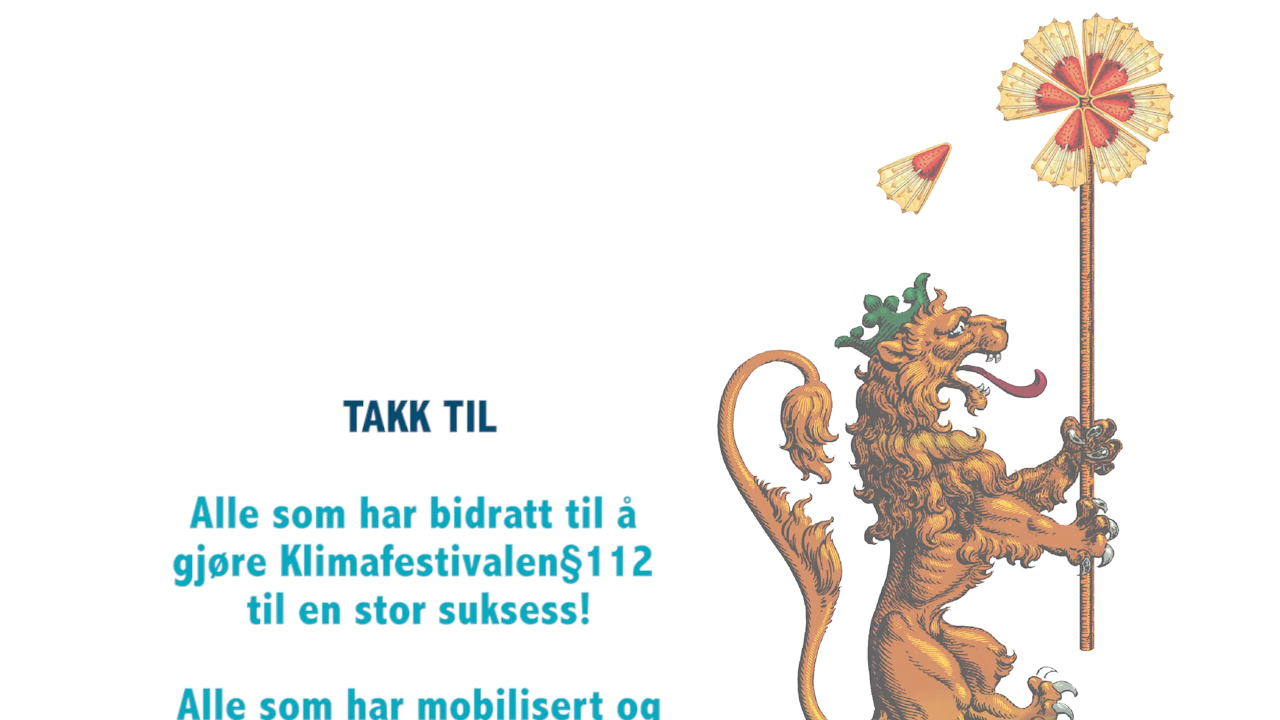 TAKK TIL
Alle som har bidratt til å
gjøre Klimafestivalen§112
til en stor suksess!
Alle som har mobilisert og